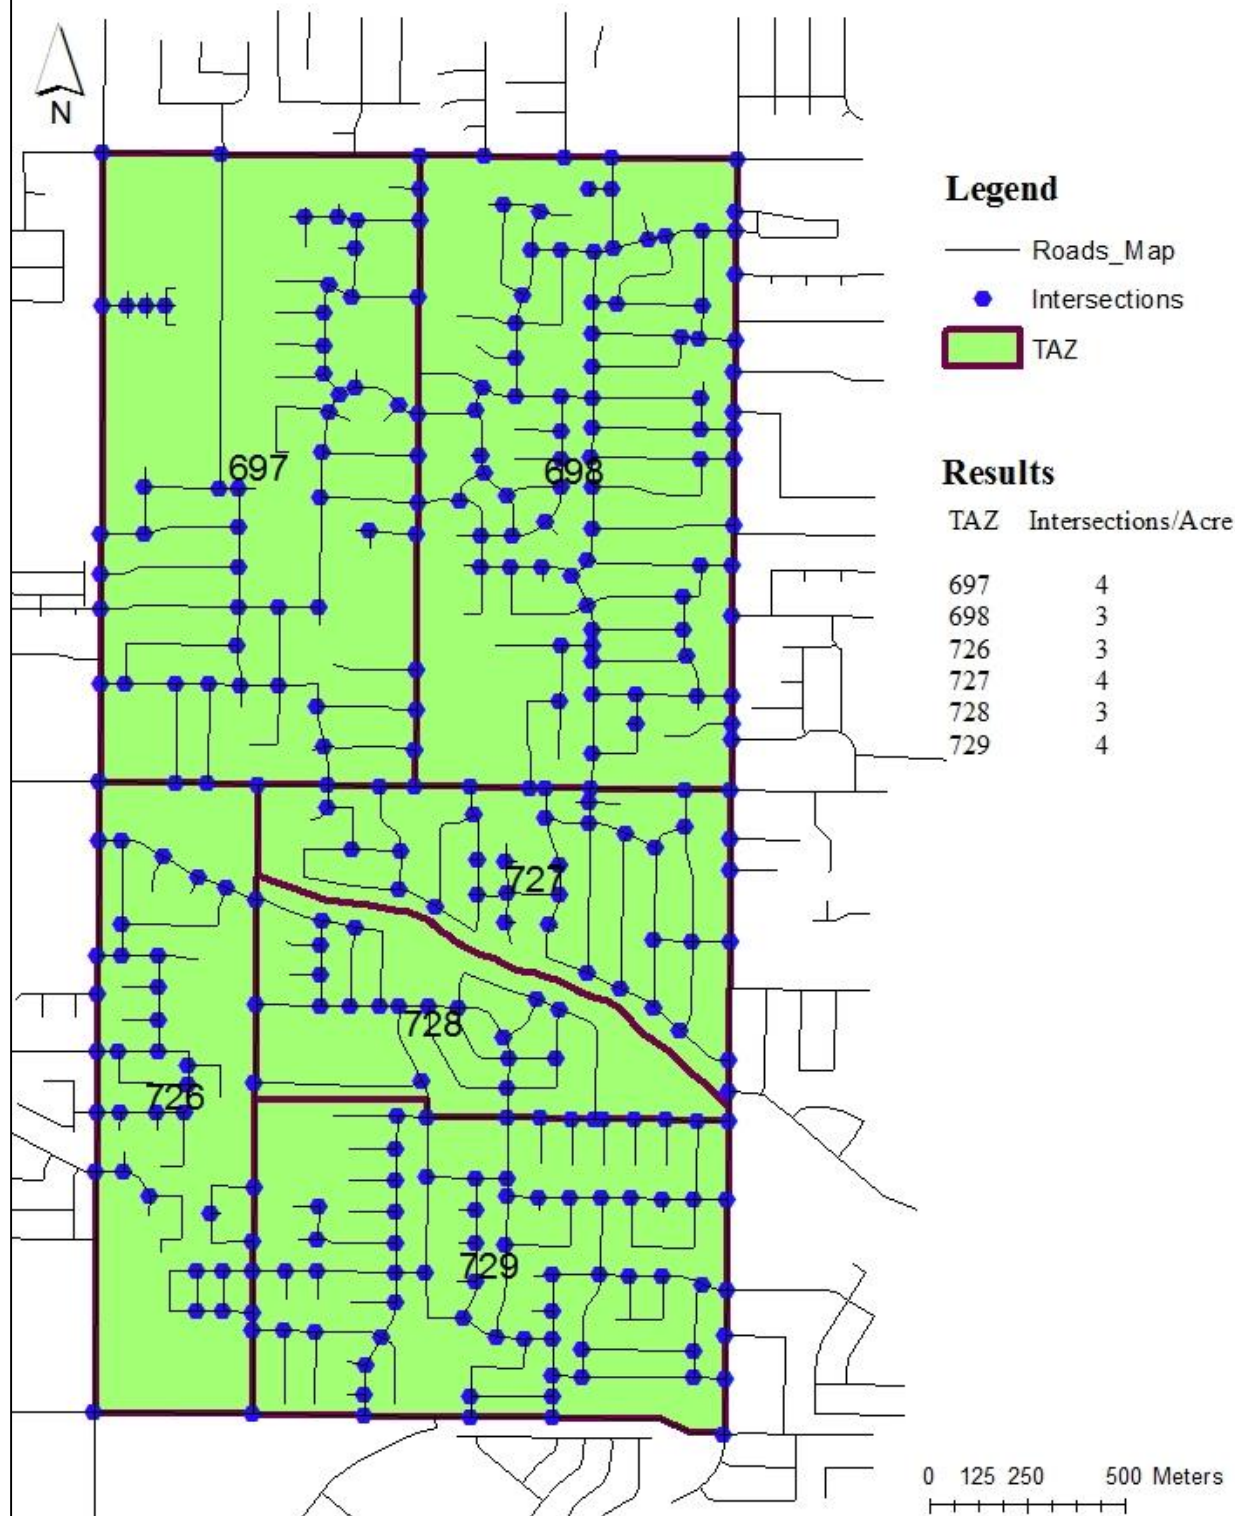 N
Legend
Roads_Map
Intersections
TAZ
697
698
Results
TAZ Intersections/Acre
697 4
698 3
726 3
727 4
728 3
729 4
727
728
726
729
0 125 250 500 Meters